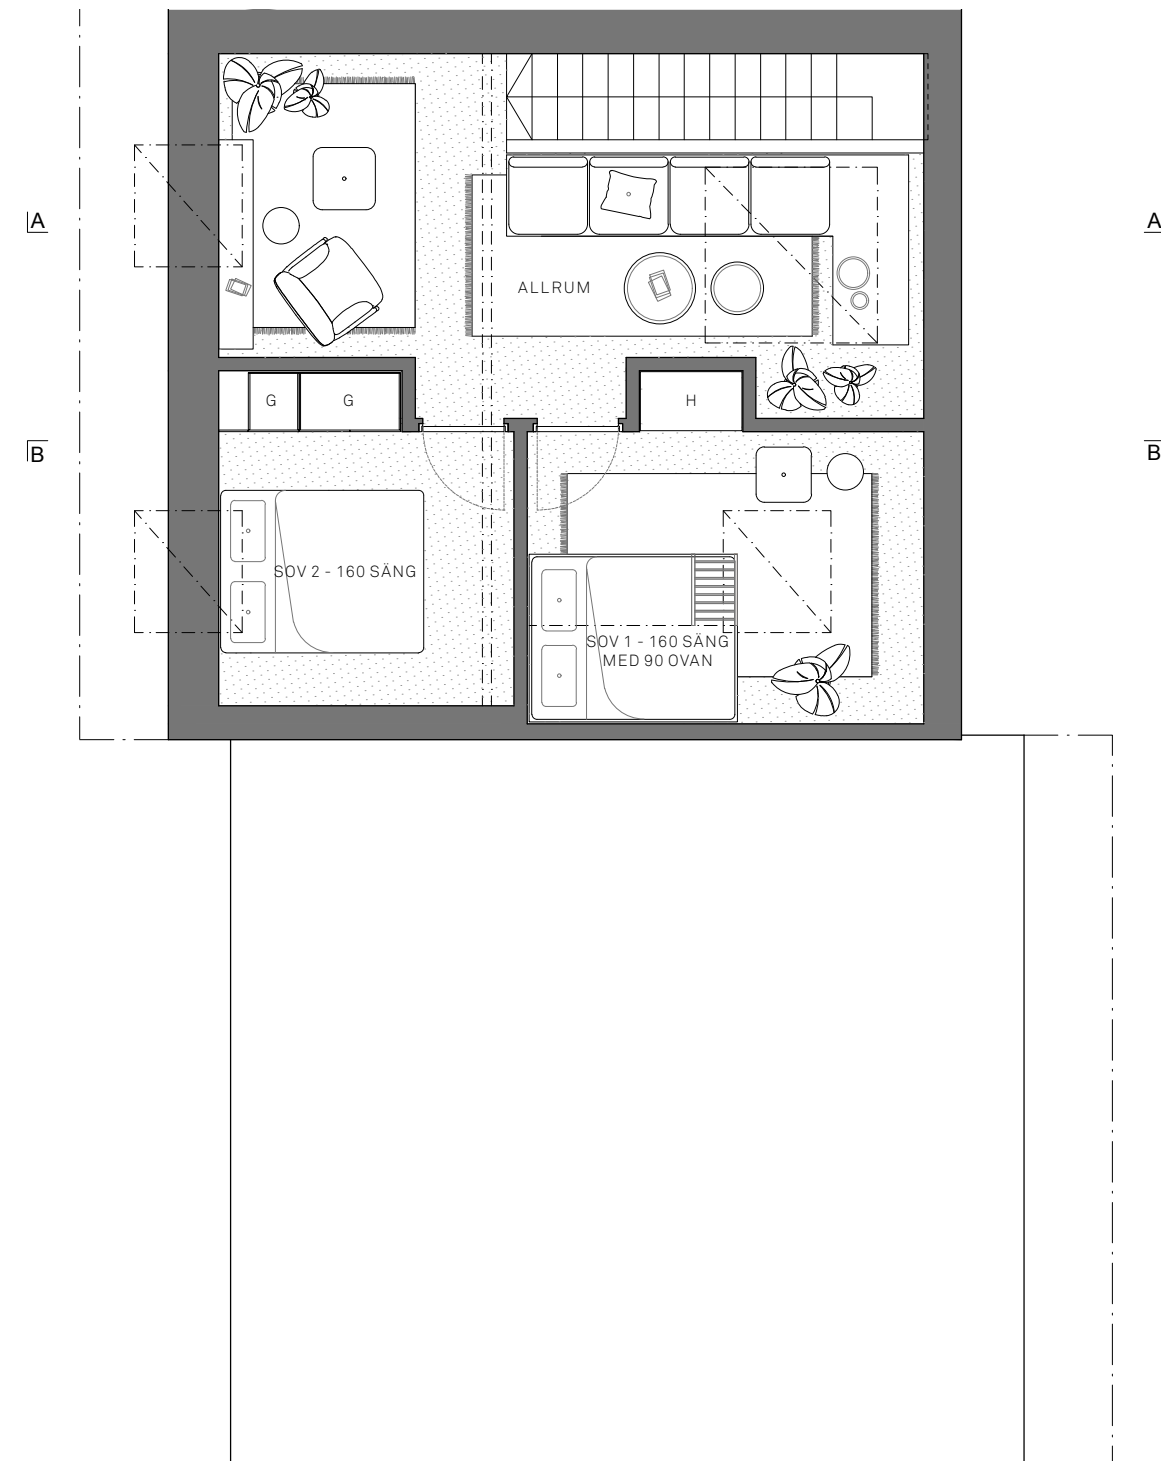 A
A
ALLRUM
G
G
H
B
B
SOV 2 - 160 SÄNG
SOV 1 - 160 SÄNG
MED 90 OVAN